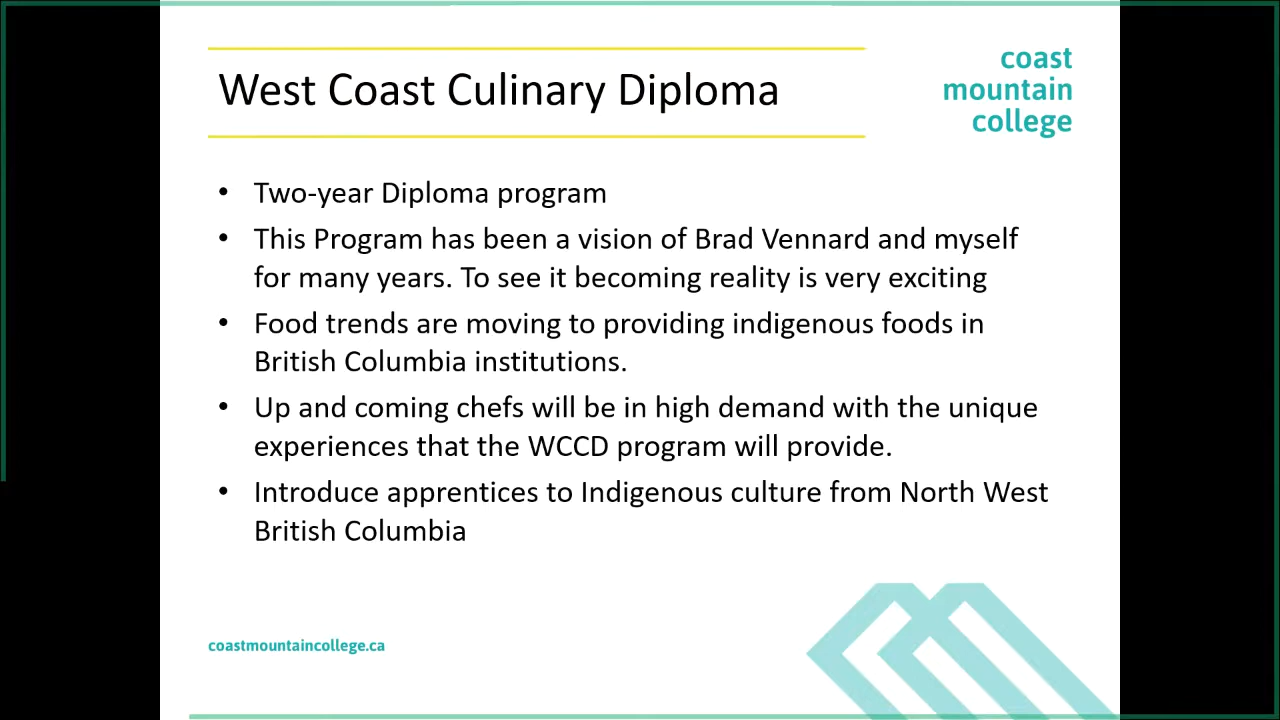 West Coast Culinary Diploma
coast
mountain
college
• Two-year Diploma program
• This Program has been a vision of Brad Vennard and myself
for many years. To see it becoming reality is very exciting
• Food trends are moving to providing indigenous foods in
British Columbia institutions.
• Up and coming chefs will be in high demand with the unique
experiences that the WCCD program will provide.
• Introduce apprentices to Indigenous culture from North West
British Columbia
coastmountaincollege.ca